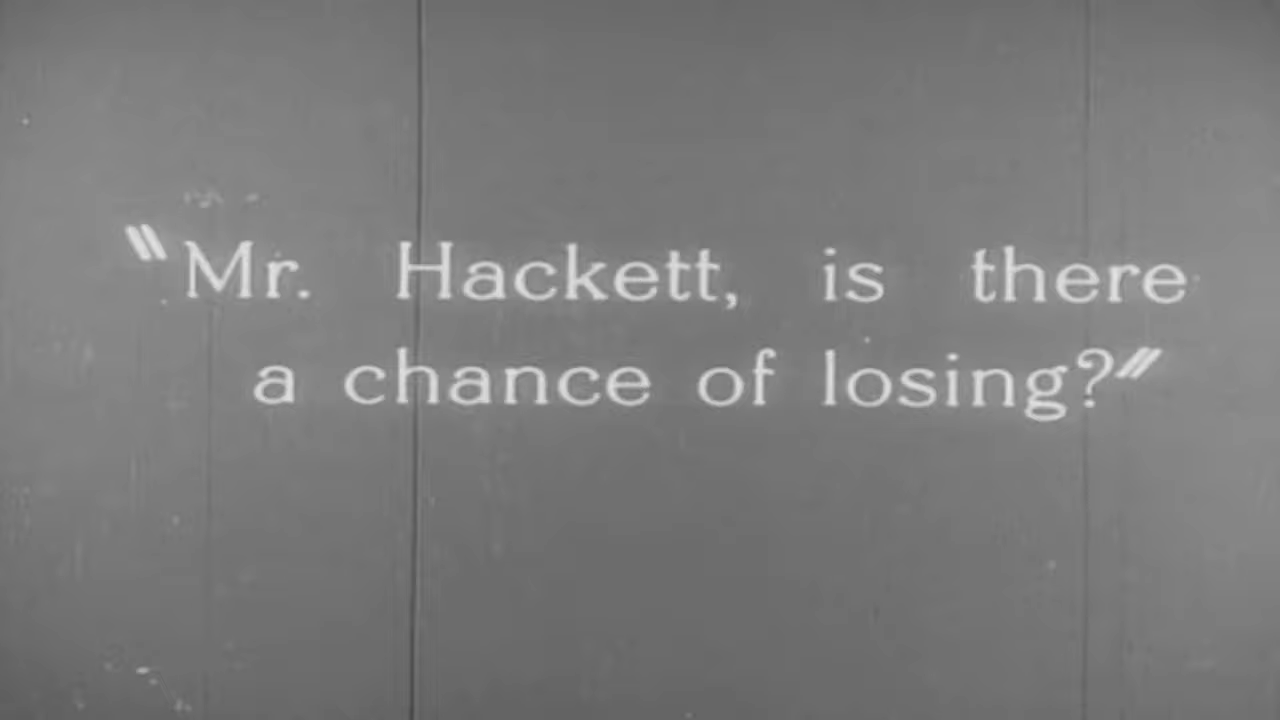 "Mr. Hackett, is there
a chance of losing?"